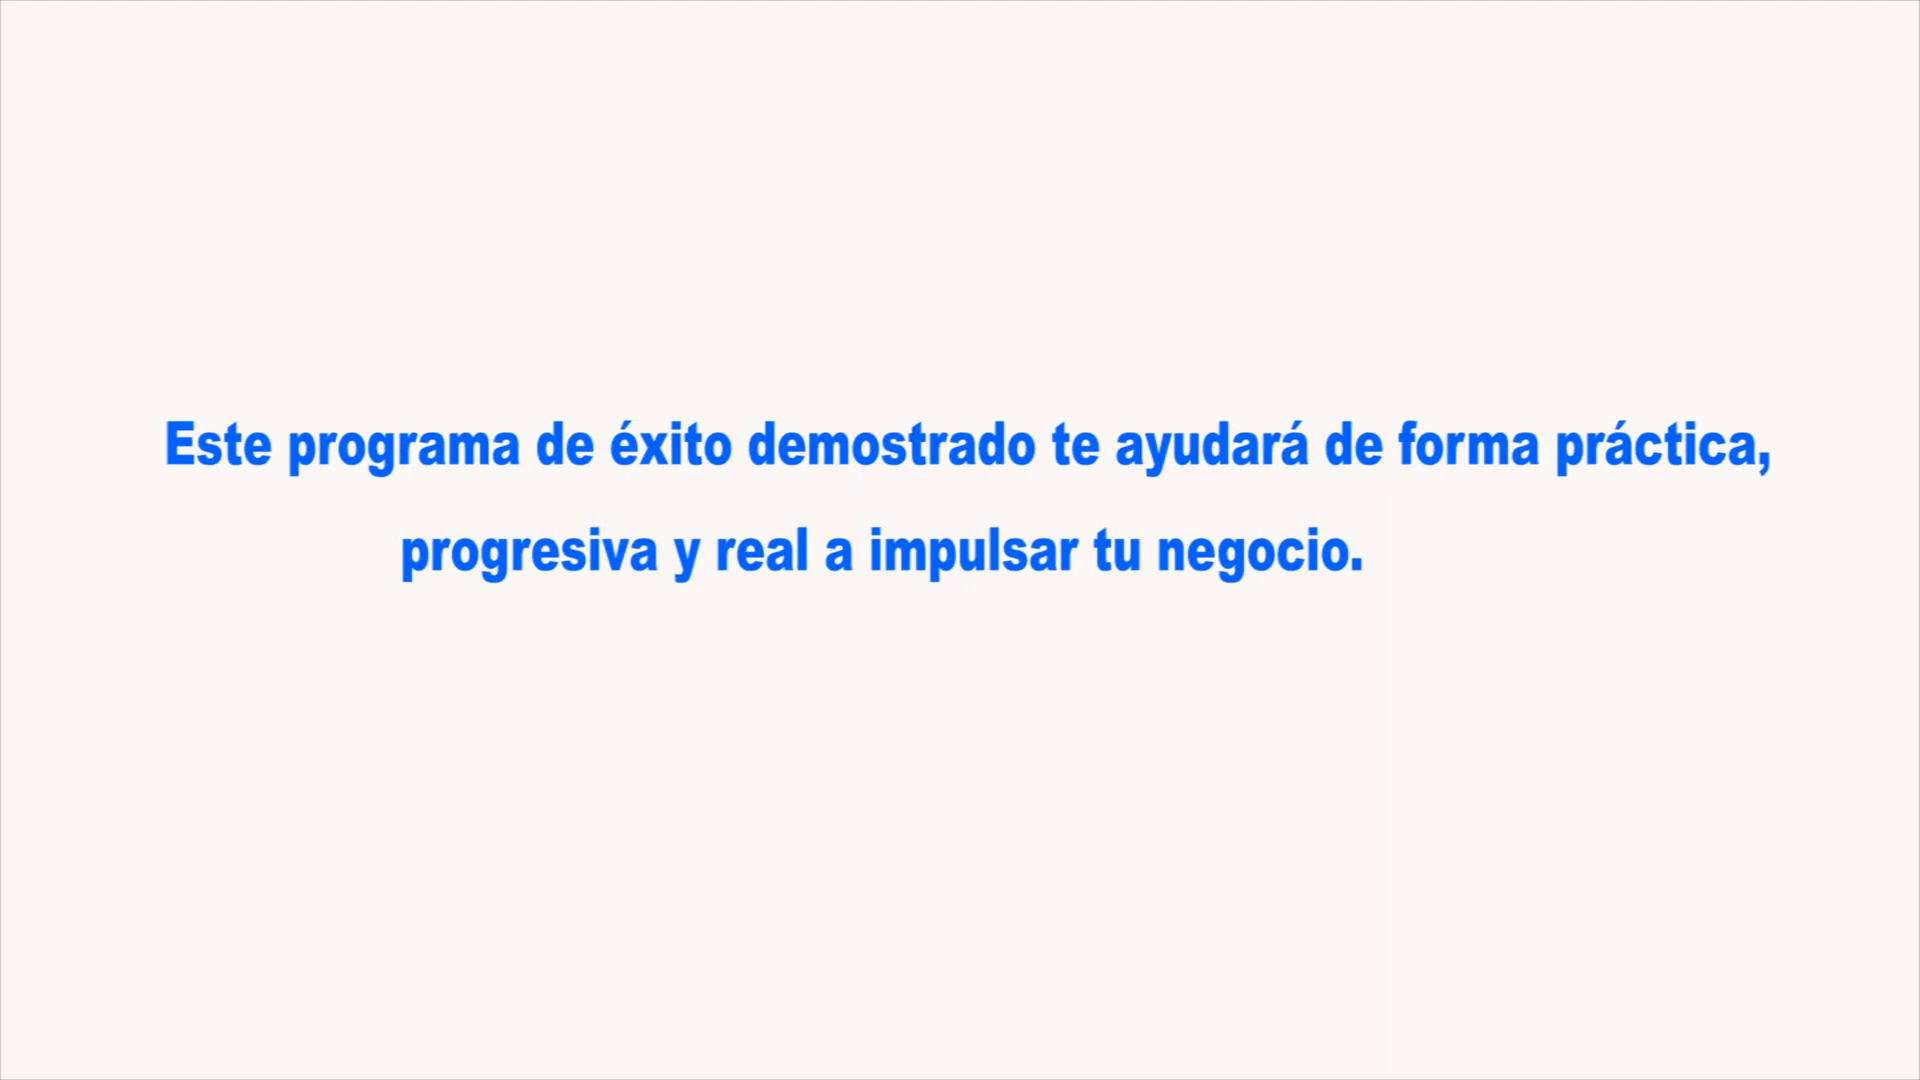 Este programa de éxito demostrado te ayudará de forma práctica,
progresiva y real a impulsar tu negocio.